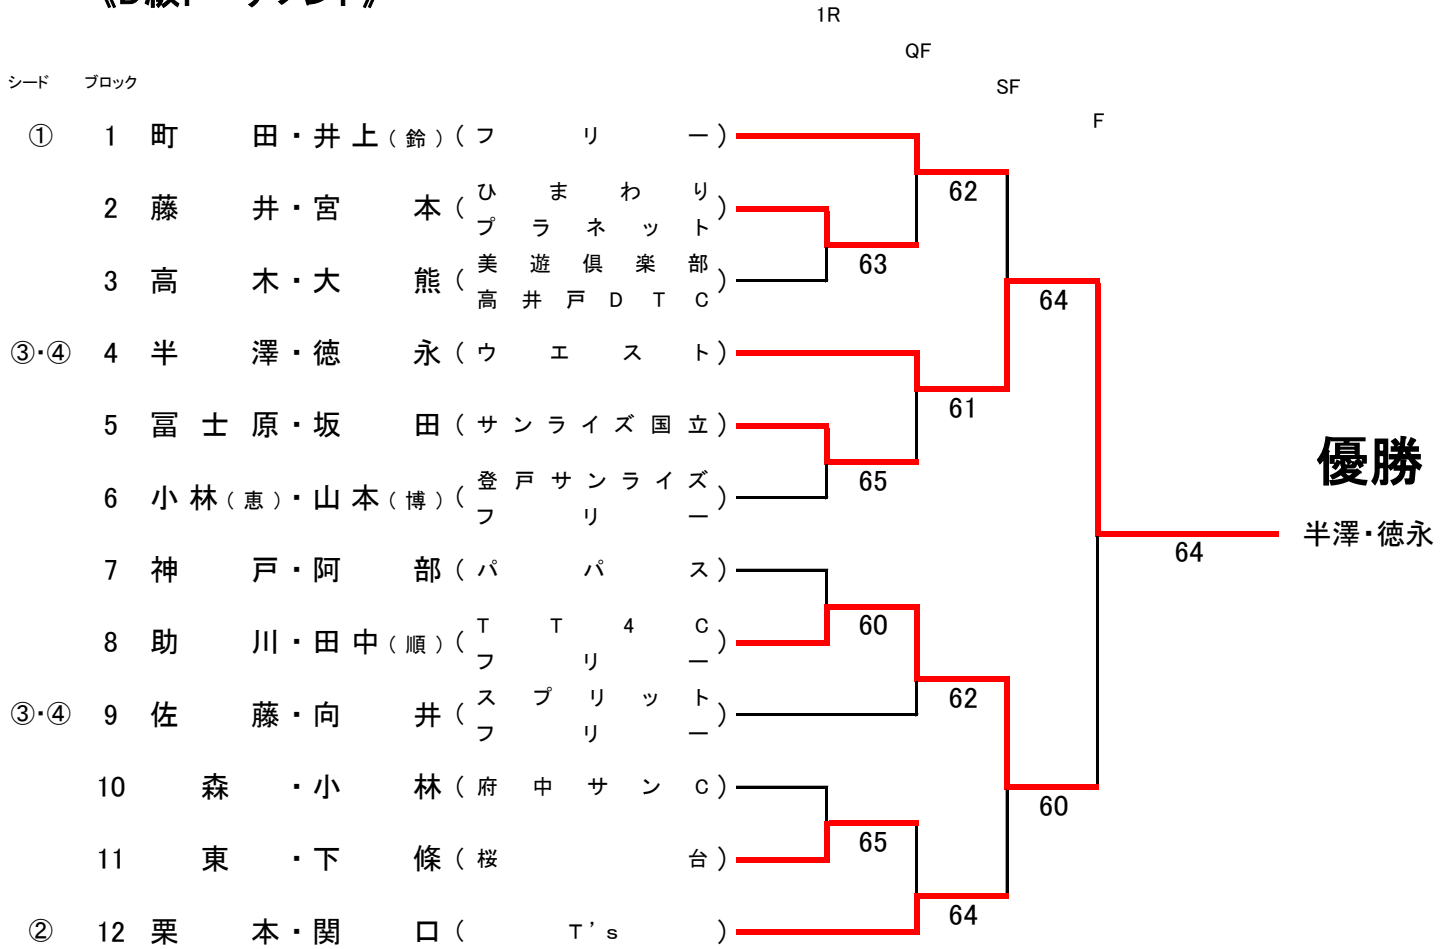 《D級トーナメント》
1R
QF
SF
F
シード ブロック
① 1 町田・井上(鈴)(フリー)
2 藤井・宮本(ひまわり
プラネット)
3 高木・大熊(美遊倶楽部
高井戸DTC)
③・④ 4 半澤・徳永(ウエスト)
5 冨士原・坂田(サンライズ国立)
6 小林(恵)・山本(博)(登戸サンライズ
フリー)
7 神戸・阿部(パパス)
8 助川・田中(順)(TT4C
フリー)
③・④ 9 佐藤・向井(スプリット
フリー)
10 森・小林(府中サンC)
11 東・下條(桜台)
② 12 栗本・関口(T's)
62
63
64
61
65
60
62
60
65
64
64
優勝
半澤・徳永